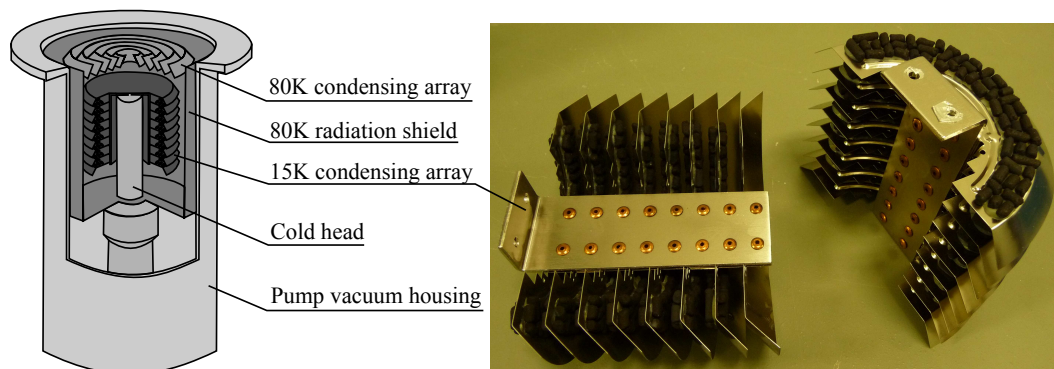 80K condensing array
80K radiation shield
15K condensing array
Cold head
Pump vacuum housing